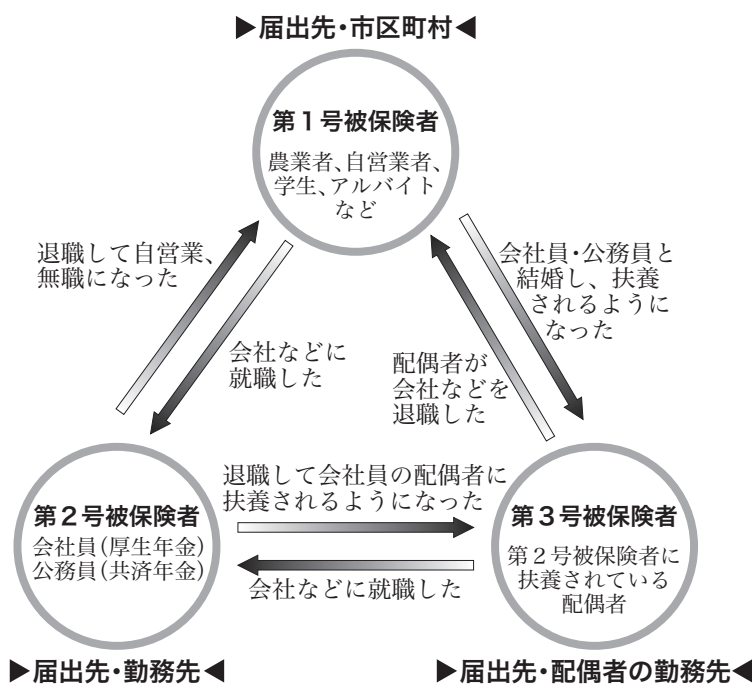 ▶届出先・市区町村◀
第1号被保険者
農業者、自営業者、
学生、アルバイト
など
退職して自営業、
無職になった
会社などに
就職した
会社員・公務員と
結婚し、扶養
されるように
なった
配偶者が
会社などを
退職した
第2号被保険者
会社員(厚生年金)
公務員(共済年金)
退職して会社員の配偶者に
扶養されるようになった
会社などに就職した
第3号被保険者
第2号被保険者に
扶養されている
配偶者
▶届出先・勤務先◀
▶届出先・配偶者の勤務先◀